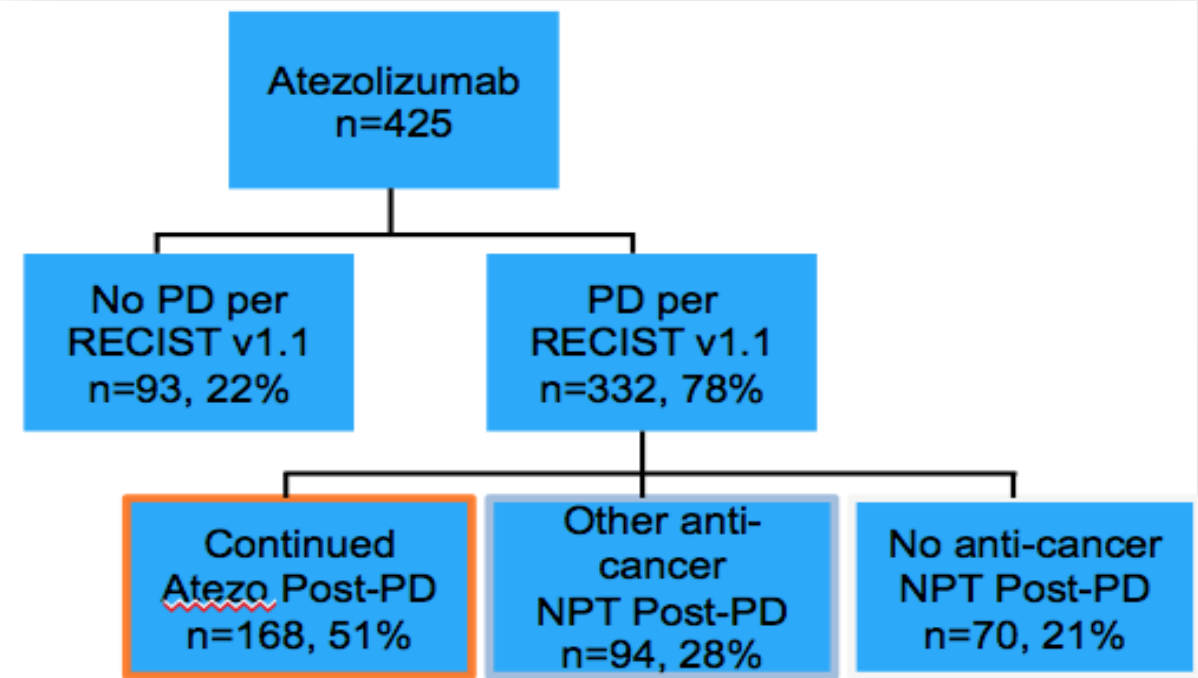 Atezolizumab
n=425
No PD per
RECIST v1.1
n=93, 22%
PD per
RECIST v1.1
n=332, 78%
Continued
Atezo Post-PD
n=168, 51%
Other anti-
cancer
NPT Post-PD
n=94, 28%
No anti-cancer
NPT Post-PD
n=70, 21%